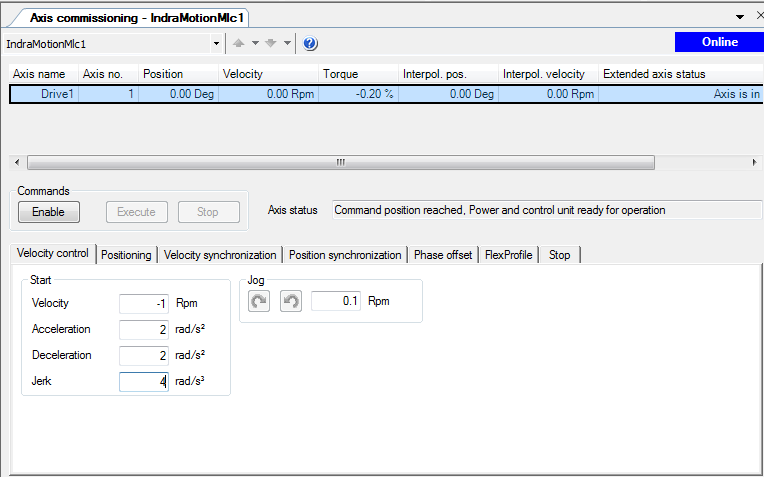 Axis commissioning - IndraMotionMlc1
IndraMotionMlc1 Online
Axis name Axis no. Position Velocity Torque Interpol. pos. Interpol. velocity Extended axis status
Drive1 1 0.00 Deg 0.00 Rpm -0.20 % 0.00 Deg 0.00 Rpm Axis is in
Commands
Enable Execute Stop Axis status Command position reached, Power and control unit ready for operation
Velocity control Positioning Velocity synchronization Position synchronization Phase offset FlexProfile Stop
Start Jog
Velocity -1 Rpm 0.1 Rpm
Acceleration 2 rad/s²
Deceleration 2 rad/s²
Jerk 4 rad/s³